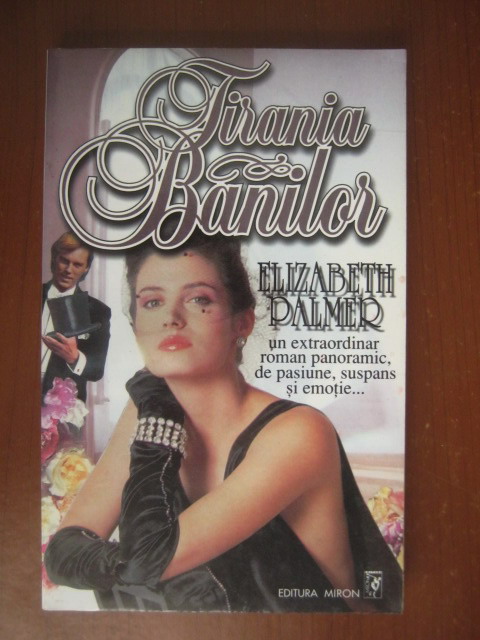 Tirania
Banilor
ELIZABETH
PALMER
un extraordinar
roman panoramic,
de pasiune, suspans
și emoție...
EDITURA MIRON